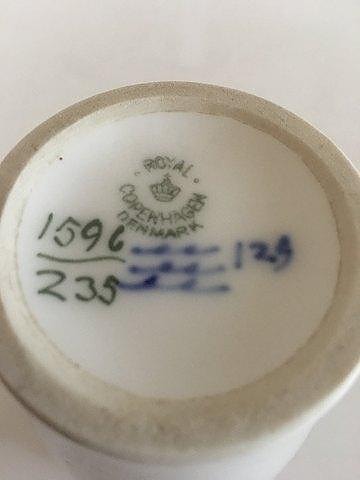 ROYAL
COPENHAGEN
DENMARK
1596
235
129